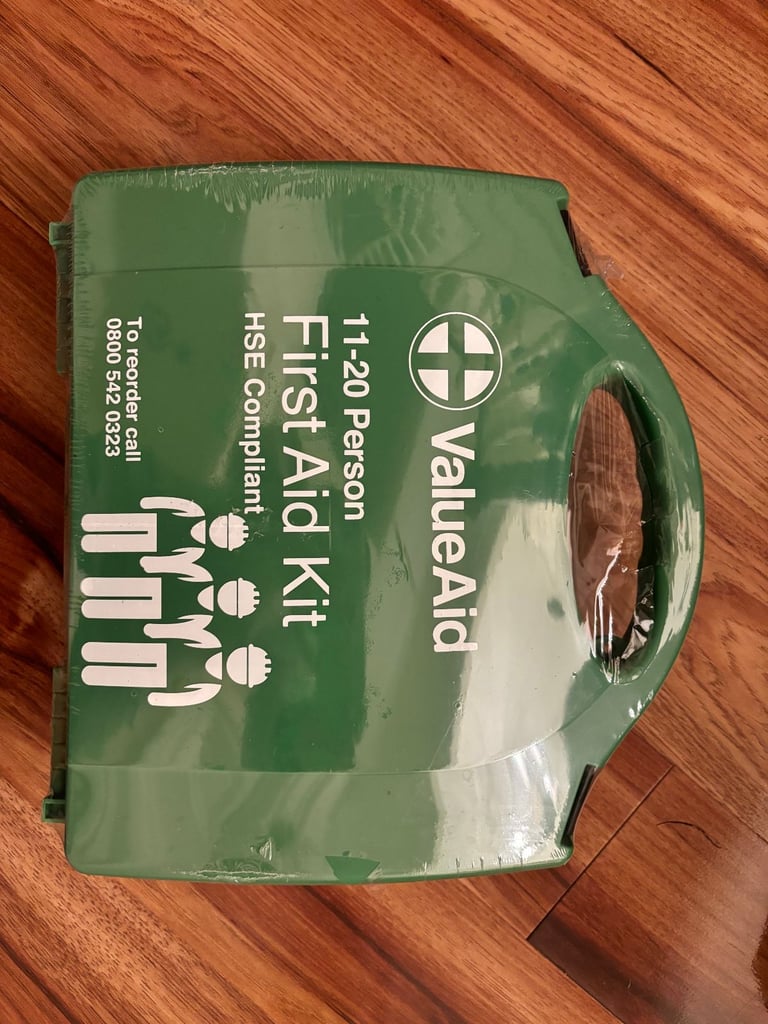 ValueAid
11-20 Person
First Aid Kit
HSE Compliant
To reorder call
0800 542 0323